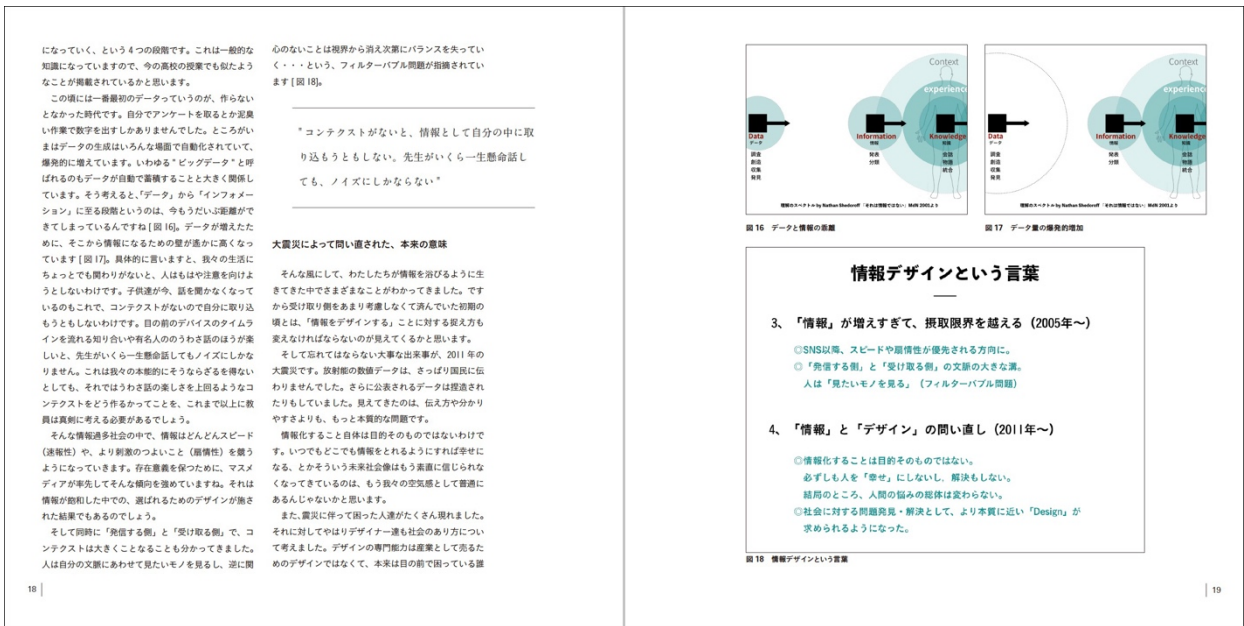 になっていく、という 4 つの段階です。これは一般的な
知識になっていますので、今の高校の授業でも似たよう
なことが掲載されているかと思います。
　この頃には一番最初のデータっていうのが、作らない
となかった時代です。自分でアンケートを取るとか泥臭
い作業で数字を出すしかありませんでした。ところがい
まはデータの生成はいろんな場面で自動化されていて、
爆発的に増えています。いわゆる " ビッグデータ " と呼
ばれるのもデータが自動で蓄積することと大きく関係し
ています。そう考えると、「データ」から「インフォメー
ション」に至る段階というのは、今もうだいぶ距離がで
きてしまっているんですね [ 図 16]。データが増えたた
めに、そこから情報になるための壁が遙かに高くなっ
ています [ 図 17]。具体的に言いますと、我々の生活に
ちょっとでも関わりがないと、人はもはや注意を向けよ
うとしないわけです。子供達が今、話を聞かなくなって
いるのもこれで、コンテクストがないので自分に取り込
もうともしないわけです。目の前のデバイスのタイムラ
インを流れる知り合いや有名人ののうわさ話のほうが楽
しいと、先生がいくら一生懸命話してもノイズにしかな
りません。これは我々の本能的にそうならざるを得ない
としても、それではうわさ話の楽しさを上回るようなコ
ンテクストをどう作るかってことを、これまで以上に教
員は真剣に考える必要があるでしょう。
　そんな情報過多社会の中で、情報はどんどんスピード
（速報性）や、より刺激のつよいこと（扇情性）を競う
ようになっていきます。存在意義を保つために、マスメ
ディアが率先してそんな傾向を強めていますね。それは
情報が飽和した中での、選ばれるためのデザインが施さ
れた結果でもあるのでしょう。
　そして同時に「発信する側」と「受け取る側」で、コ
ンテクストは大きくことなることも分かってきました。
人は自分の文脈にあわせて見たいモノを見るし、逆に関
18
心のないことは視界から消え次第にバランスを失ってい
く・・・という、フィルターバブル問題が指摘されてい
ます [ 図 18]。
" コンテクストがないと、情報として自分の中に取
り込もうともしない。先生がいくら一生懸命話し
ても、ノイズにしかならない "
大震災によって問い直された、本来の意味
　そんな風にして、わたしたちが情報を浴びるように生
きてきた中でさまざまなことがわかってきました。です
から受け取り側をあまり考慮しなくて済んでいた初期の
頃とは、「情報をデザインする」ことに対する捉え方も
変えなければならないのが見えてくるかと思います。
　そして忘れてはならない大事な出来事が、2011 年の
大震災です。放射能の数値データは、さっぱり国民に伝
わりませんでした。さらに公表されるデータは捏造され
たりもしていました。見えてきたのは、伝え方や分かり
やすさよりも、もっと本質的な問題です。
　情報化すること自体は目的そのものではないわけで
す。いつでもどこでも情報をとれるようにすれば幸せに
なる、とかそういう未来社会像はもう素直に信じられな
くなってきているのは、もう我々の空気感として普通に
あるんじゃないかと思います。
　また、震災に伴って困った人達がたくさん現れました。
それに対してやはりデザイナー達も社会のあり方につい
て考えました。デザインの専門能力は産業として売るた
めのデザインではなくて、本来は目の前で困っている誰
Context
experience
Data
データ
調査
創造
収集
発見
Information
情報
発表
分類
Knowledge
知識
会話
物語
統合
理解のスペクトル by Nathan Shedoroff 「それは情報ではない」MdN 2001より
図 16　データと情報の乖離
Context
experience
Data
データ
調査
創造
収集
発見
Information
情報
発表
分類
Knowledge
知識
会話
物語
統合
理解のスペクトル by Nathan Shedoroff 「それは情報ではない」MdN 2001より
図 17　データ量の爆発的増加
情報デザインという言葉
3、「情報」が増えすぎて、摂取限界を越える（2005年〜）
◎SNS以降、スピードや扇情性が優先される方向に。
◎「発信する側」と「受け取る側」の文脈の大きな溝。
人は「見たいモノを見る」（フィルターバブル問題）
4、「情報」と「デザイン」の問い直し（2011年〜）
◎情報化することは目的そのものではない。
必ずしも人を「幸せ」にしないし、解決もしない。
結局のところ、人間の悩みの総体は変わらない。
◎社会に対する問題発見・解決として、より本質に近い「Design」が
求められるようになった。
図 18　情報デザインという言葉
19